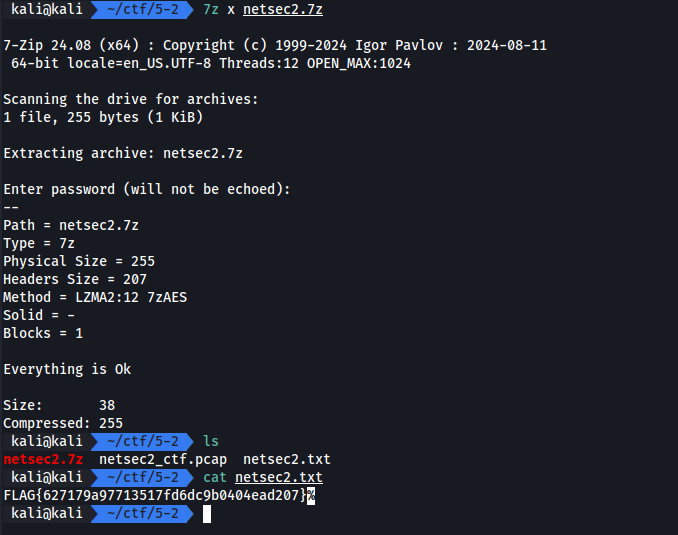 kali@kali ~/ctf/5-2 7z x netsec2.7z
7-Zip 24.08 (x64) : Copyright (c) 1999-2024 Igor Pavlov : 2024-08-11
64-bit locale=en_US.UTF-8 Threads:12 OPEN_MAX:1024
Scanning the drive for archives:
1 file, 255 bytes (1 KiB)
Extracting archive: netsec2.7z
Enter password (will not be echoed):
--
Path = netsec2.7z
Type = 7z
Physical Size = 255
Headers Size = 207
Method = LZMA2:12 7zAES
Solid = -
Blocks = 1
Everything is Ok
Size:       38
Compressed: 255
kali@kali ~/ctf/5-2 ls
netsec2.7z  netsec2_ctf.pcap  netsec2.txt
kali@kali ~/ctf/5-2 cat netsec2.txt
FLAG{627179a97713517fd6dc9b0404ead207}%
kali@kali ~/ctf/5-2